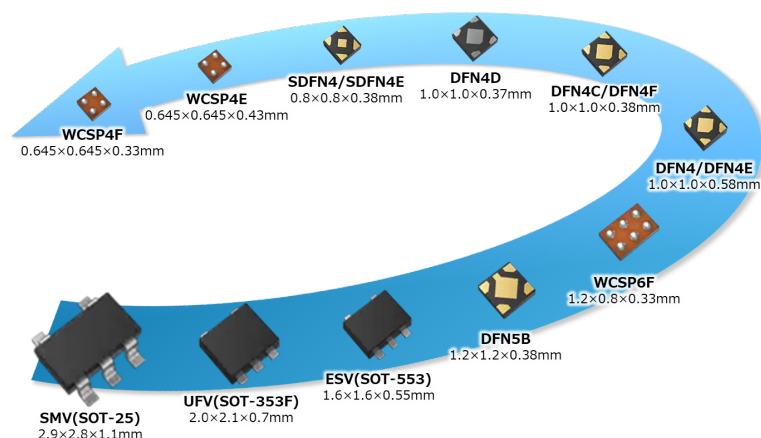 SDFN4/SDFN4E
0.8×0.8×0.38mm
DFN4D
1.0×1.0×0.37mm
DFN4C/DFN4F
1.0×1.0×0.38mm
WCSP4E
0.645×0.645×0.43mm
WCSP4F
0.645×0.645×0.33mm
DFN4/DFN4E
1.0×1.0×0.58mm
WCSP6F
1.2×0.8×0.33mm
DFN5B
1.2×1.2×0.38mm
ESV(SOT-553)
1.6×1.6×0.55mm
UFV(SOT-353F)
2.0×2.1×0.7mm
SMV(SOT-25)
2.9×2.8×1.1mm